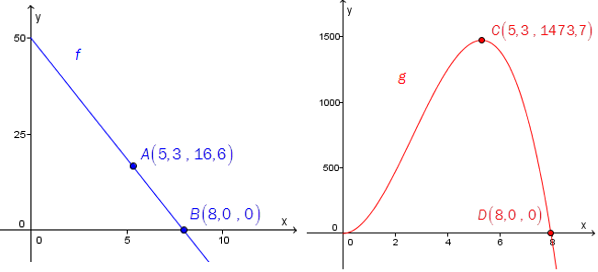 y
50
f
25
A(5,3 , 16,6)
B(8,0 , 0)
x
0
0
5
10
y
1500
C(5,3 , 1473,7)
g
1000
500
D(8,0 , 0)
x
0
0
2
4
6
8